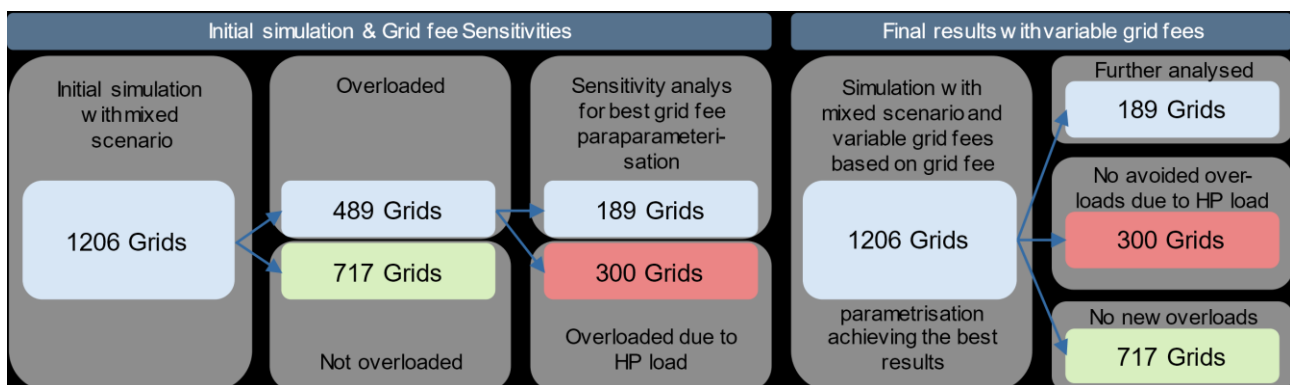 Initial simulation & Grid fee Sensitivities
Initial simulation
with mixed
scenario
1206 Grids
Overloaded
489 Grids
717 Grids
Not overloaded
Sensitivity analys
for best grid fee
paraparameteri-
sation
189 Grids
300 Grids
Overloaded due to
HP load
Final results with variable grid fees
Simulation with
mixed scenario and
variable grid fees
based on grid fee
1206 Grids
parametrisation
achieving the best
results
Further analysed
189 Grids
No avoided over-
loads due to HP load
300 Grids
No new overloads
717 Grids